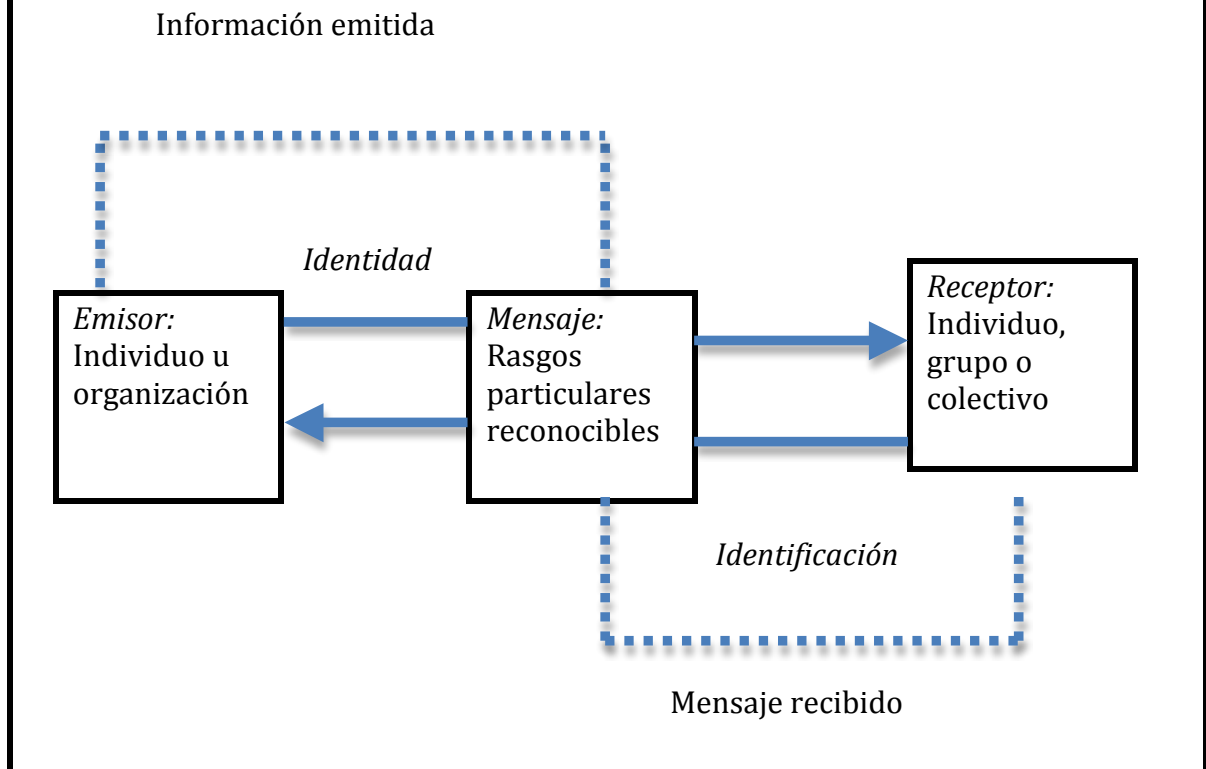 Información emitida
Identidad
Emisor:
Individuo u
organización
Mensaje:
Rasgos
particulares
reconocibles
Receptor:
Individuo,
grupo o
colectivo
Identificación
Mensaje recibido